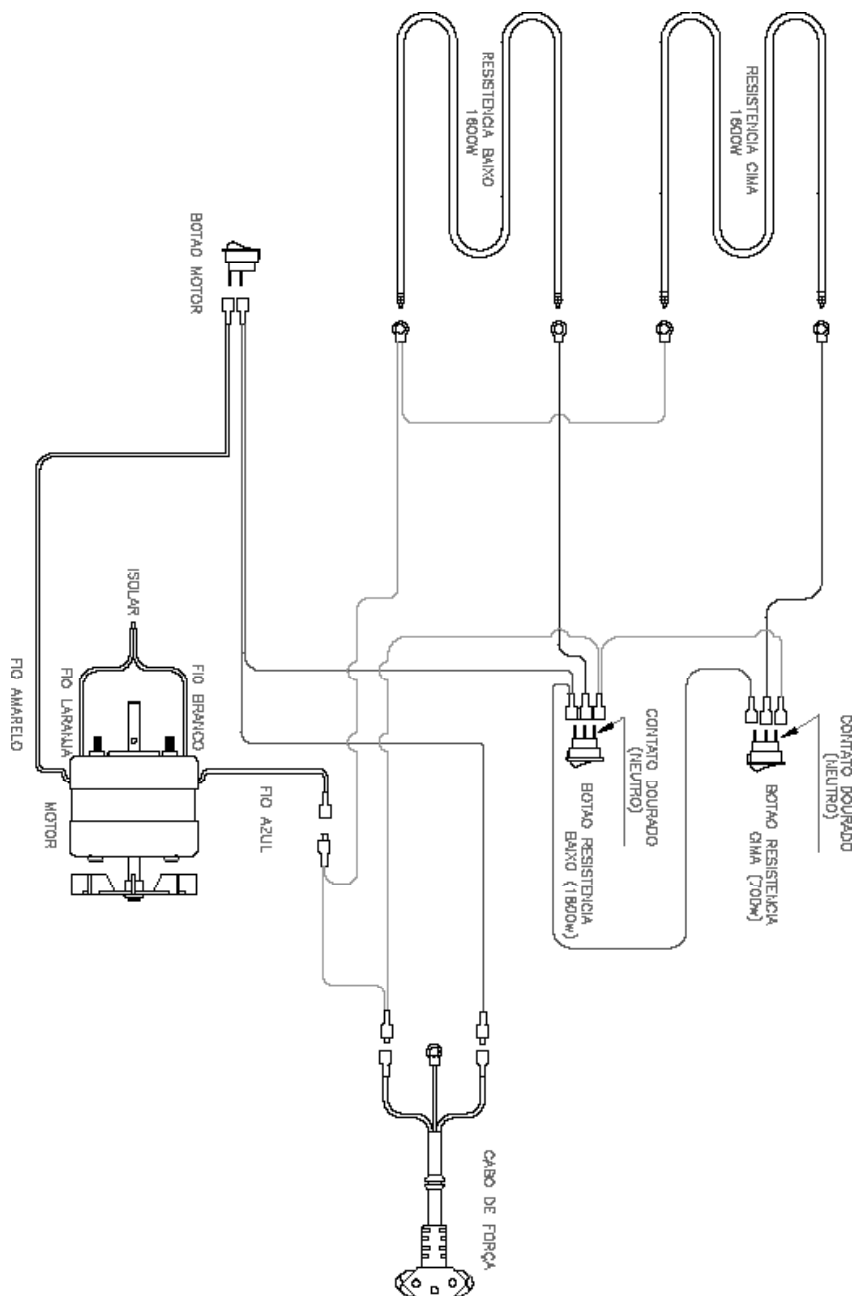 RESISTENCIA BAIXO
1600W
RESISTENCIA CIMA
1600W
BOTAO MOTOR
ISOLAR
FIO AMARELO
FIO LARANJA
FIO BRANCO
MOTOR
FIO AZUL
CONTATO DOURADO
(NEUTRO)
BOTAO RESISTENCIA
BAIXO (1600w)
CONTATO DOURADO
(NEUTRO)
BOTAO RESISTENCIA
CIMA (700w)
CABO DE FORÇA